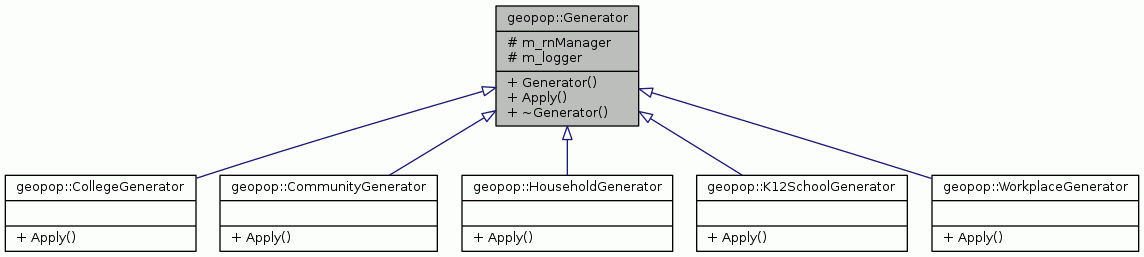 geopop::Generator
# m_rnManager
# m_logger
+ Generator()
+ Apply()
+ ~Generator()
geopop::CollegeGenerator
+ Apply()
geopop::CommunityGenerator
+ Apply()
geopop::HouseholdGenerator
+ Apply()
geopop::K12SchoolGenerator
+ Apply()
geopop::WorkplaceGenerator
+ Apply()